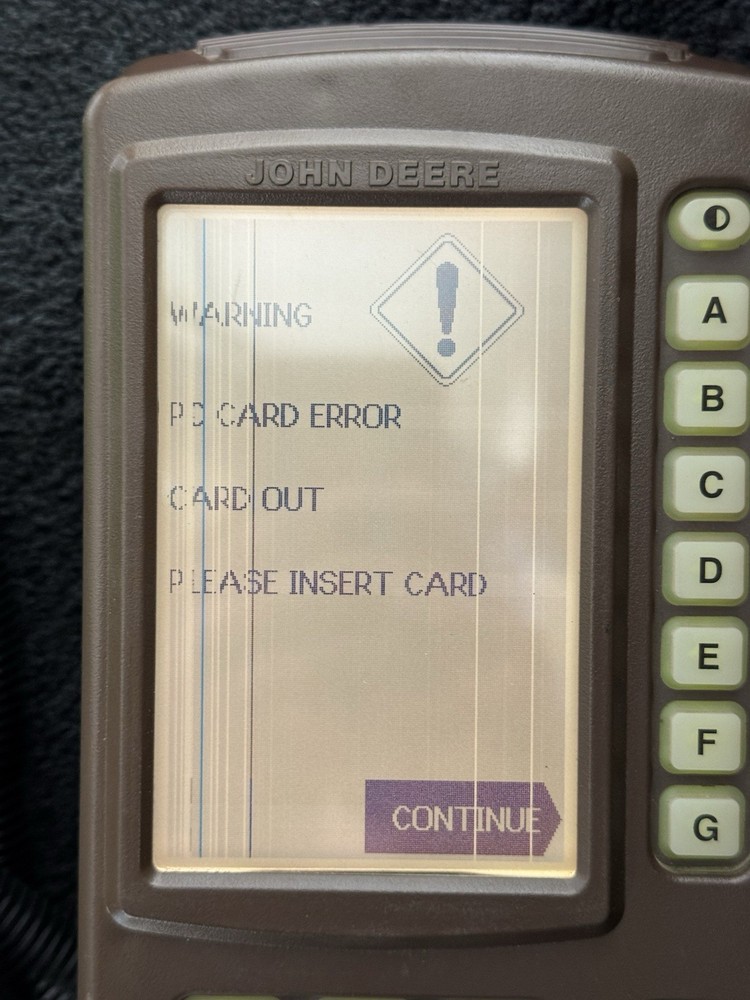 JOHN DEERE
WARNING
!
PC CARD ERROR
CARD OUT
PLEASE INSERT CARD
CONTINUE
A
B
C
D
E
F
G